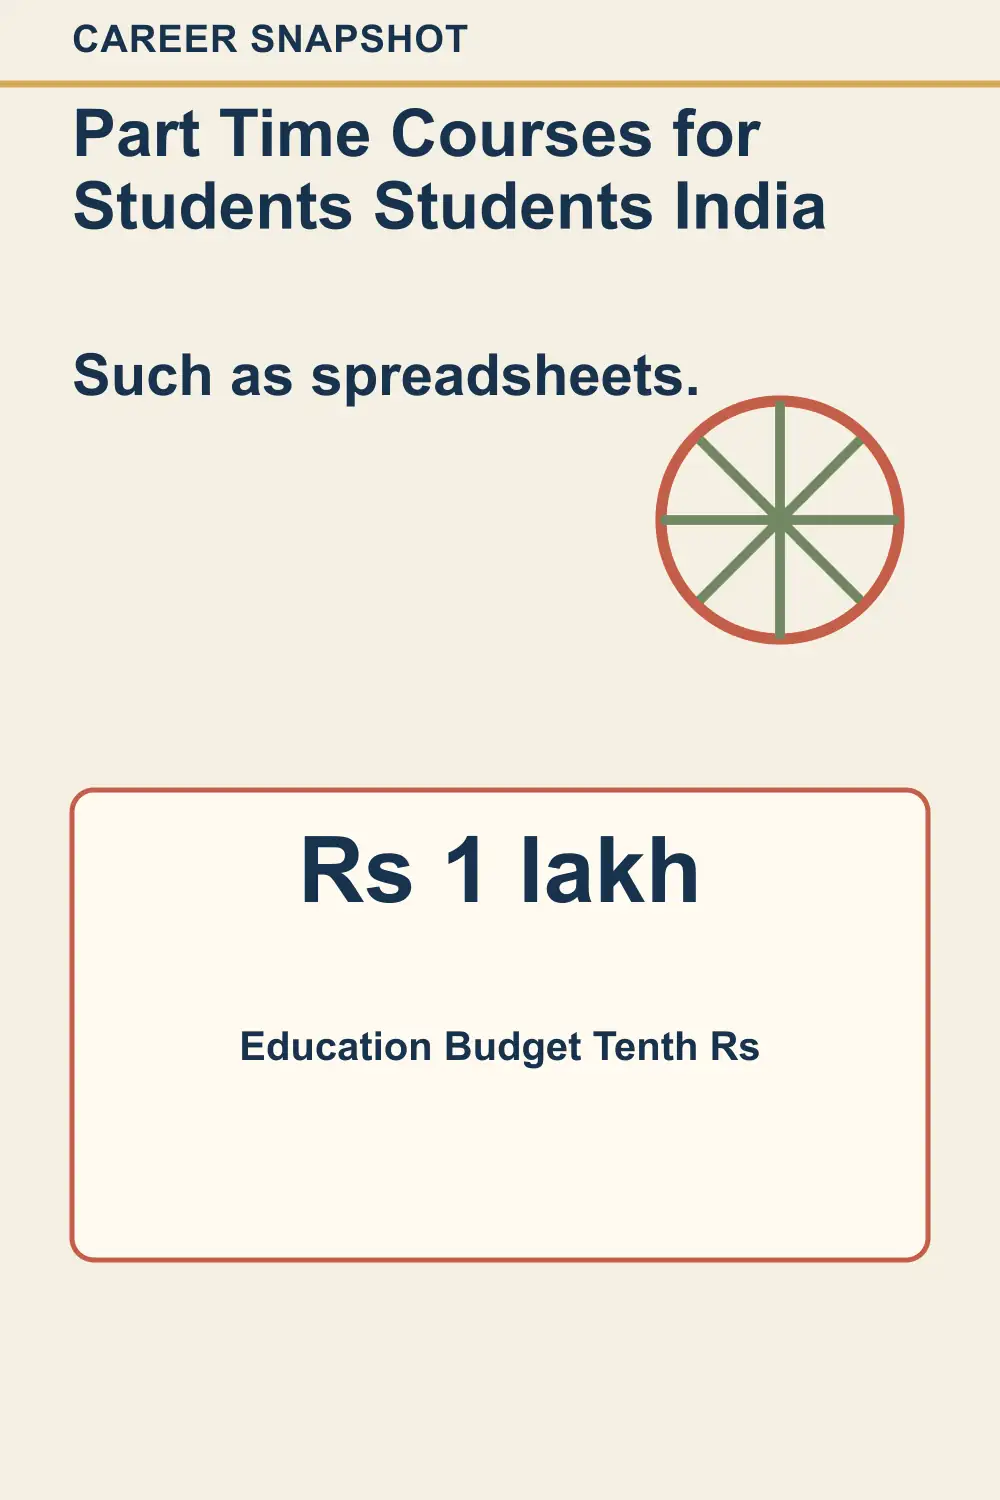 CAREER SNAPSHOT
Part Time Courses for
Students Students India
Such as spreadsheets.
Rs 1 lakh
Education Budget Tenth Rs